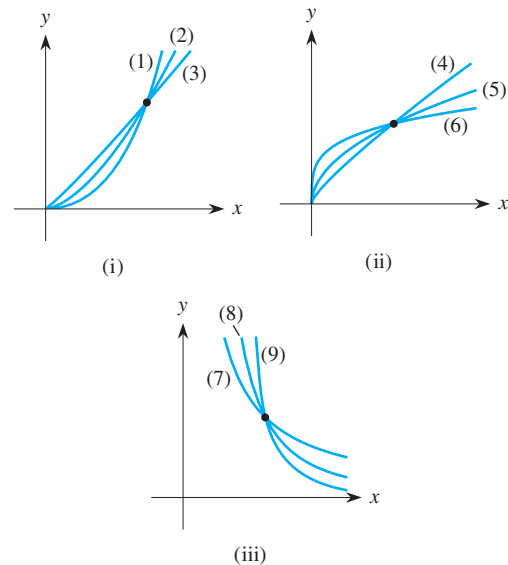 y
(1)
(2)
(3)
x
(i)
y
(4)
(5)
(6)
x
(ii)
y
(8)
(7)
(9)
x
(iii)